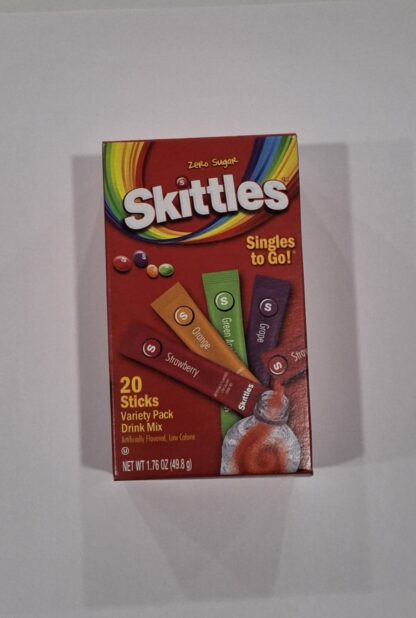 Zero Sugar
Skittles
Singles
to Go!
S
S
S
S
S
Orange
Green
Grape
Strawberry
Skittles
20
Sticks
Variety Pack
Drink Mix
Artificially Flavored, Low Calorie
NET WT 1.76 OZ (49.8 g)